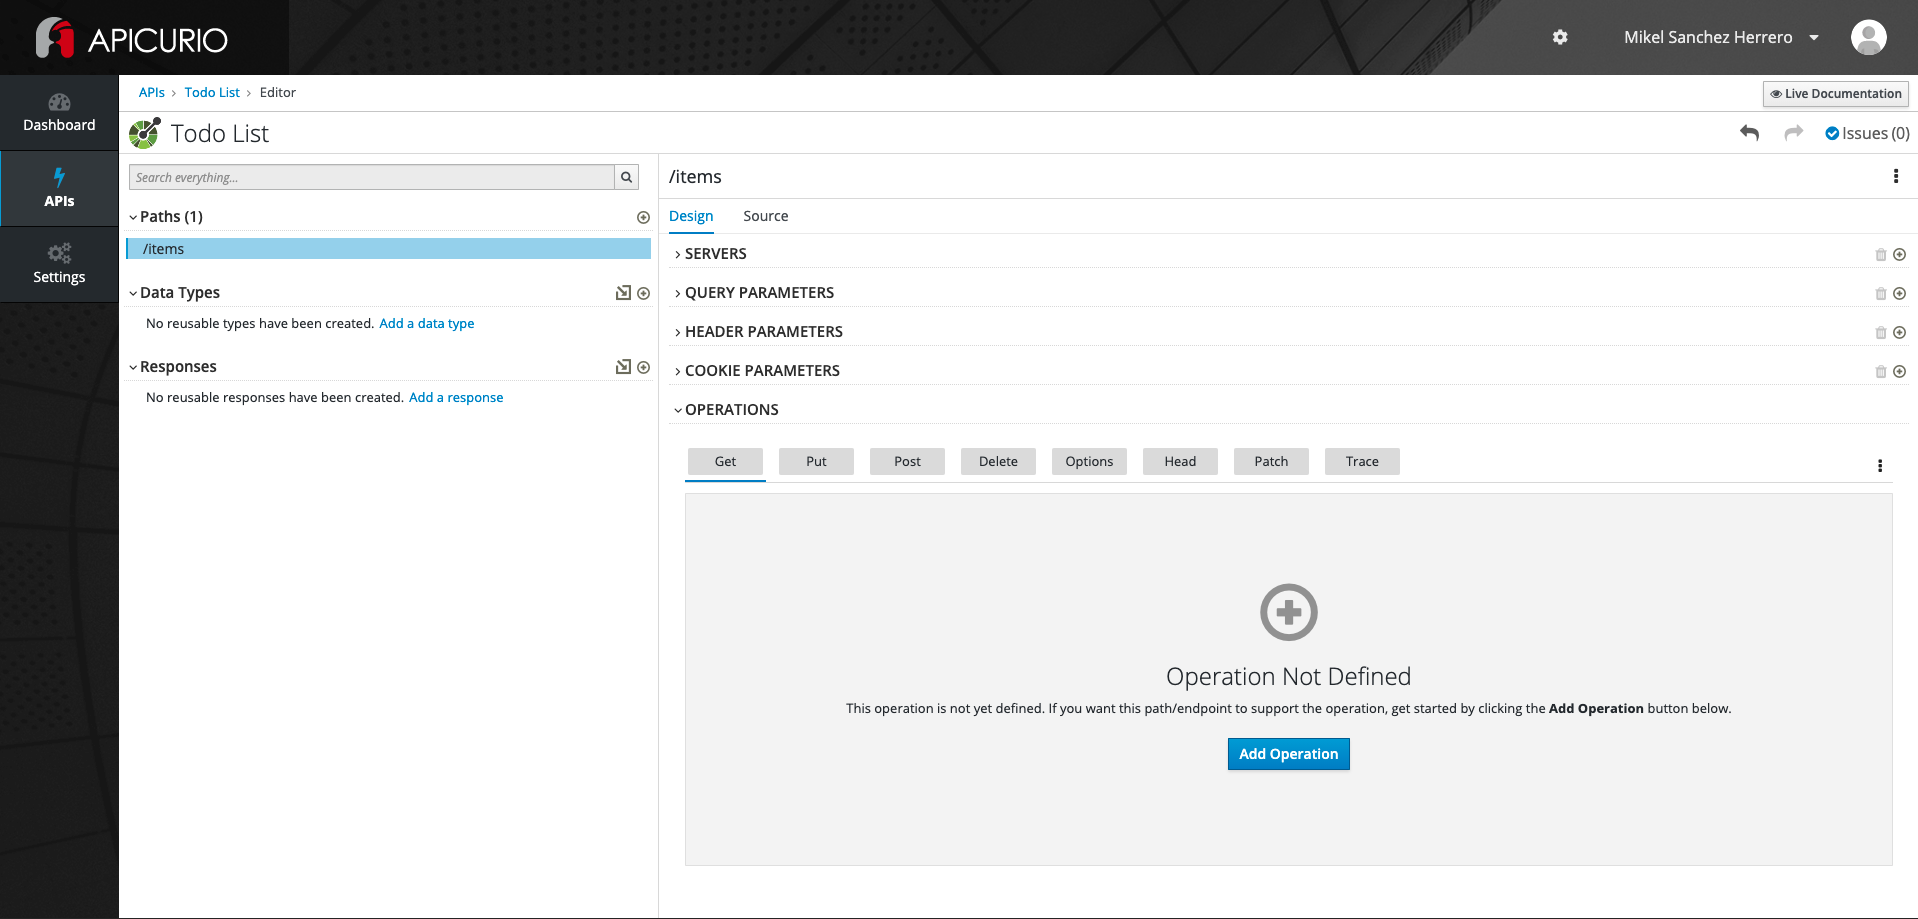 APICURIO
Mikel Sanchez Herrero
Dashboard
APIs
Settings
APIs > Todo List > Editor
Live Documentation
Todo List
Issues (0)
Search everything...
Paths (1)
/items
Data Types
No reusable types have been created. Add a data type
Responses
No reusable responses have been created. Add a response
/items
Design Source
SERVERS
QUERY PARAMETERS
HEADER PARAMETERS
COOKIE PARAMETERS
OPERATIONS
Get Put Post Delete Options Head Patch Trace
Operation Not Defined
This operation is not yet defined. If you want this path/endpoint to support the operation, get started by clicking the Add Operation button below.
Add Operation